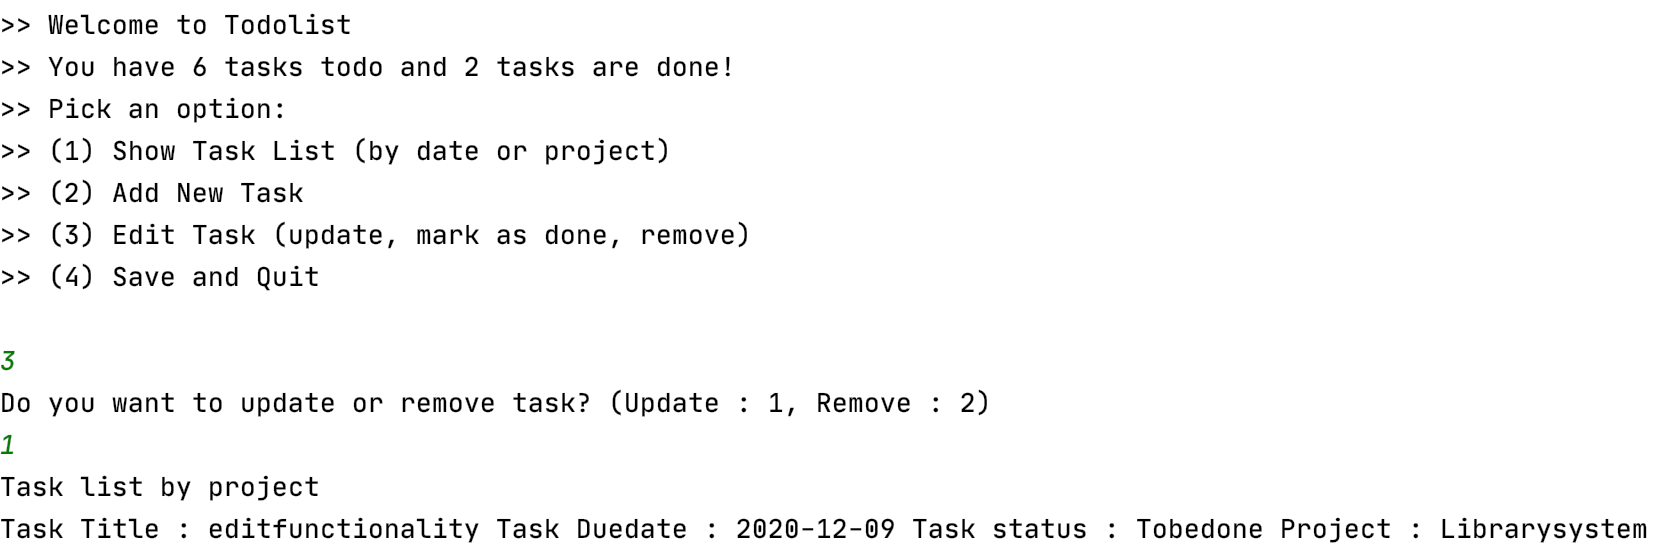 >> Welcome to Todolist
>> You have 6 tasks todo and 2 tasks are done!
>> Pick an option:
>> (1) Show Task List (by date or project)
>> (2) Add New Task
>> (3) Edit Task (update, mark as done, remove)
>> (4) Save and Quit
3
Do you want to update or remove task? (Update : 1, Remove : 2)
1
Task list by project
Task Title : editfunctionality Task Duedate : 2020-12-09 Task status : Tobedone Project : Librarysystem